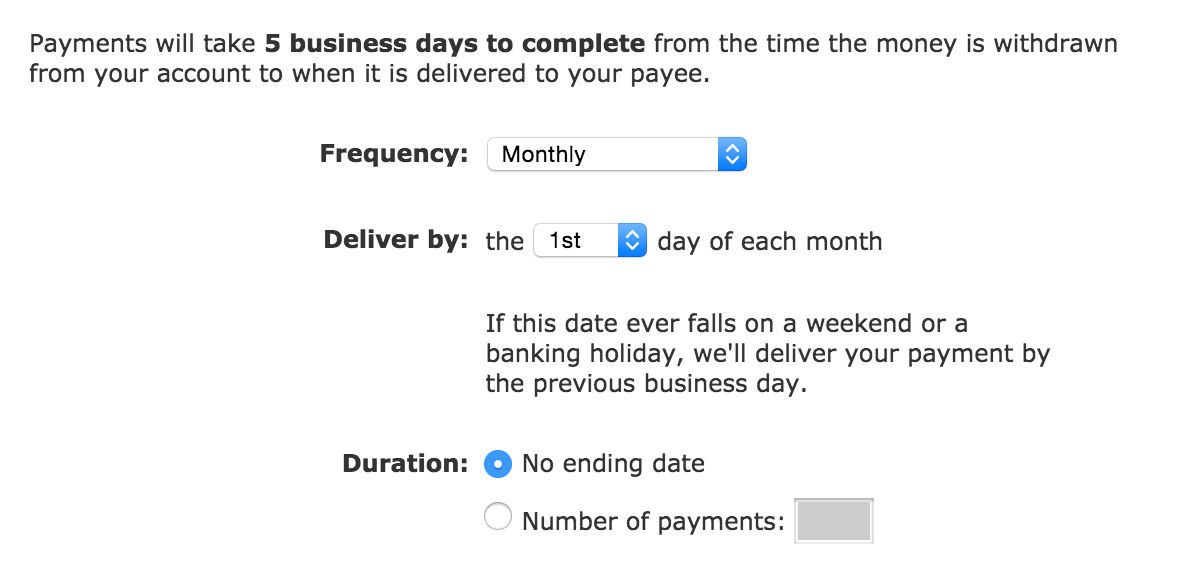 Payments will take 5 business days to complete from the time the money is withdrawn
from your account to when it is delivered to your payee.
Frequency: Monthly
Deliver by: the 1st day of each month
If this date ever falls on a weekend or a
banking holiday, we'll deliver your payment by
the previous business day.
Duration: No ending date
Number of payments: